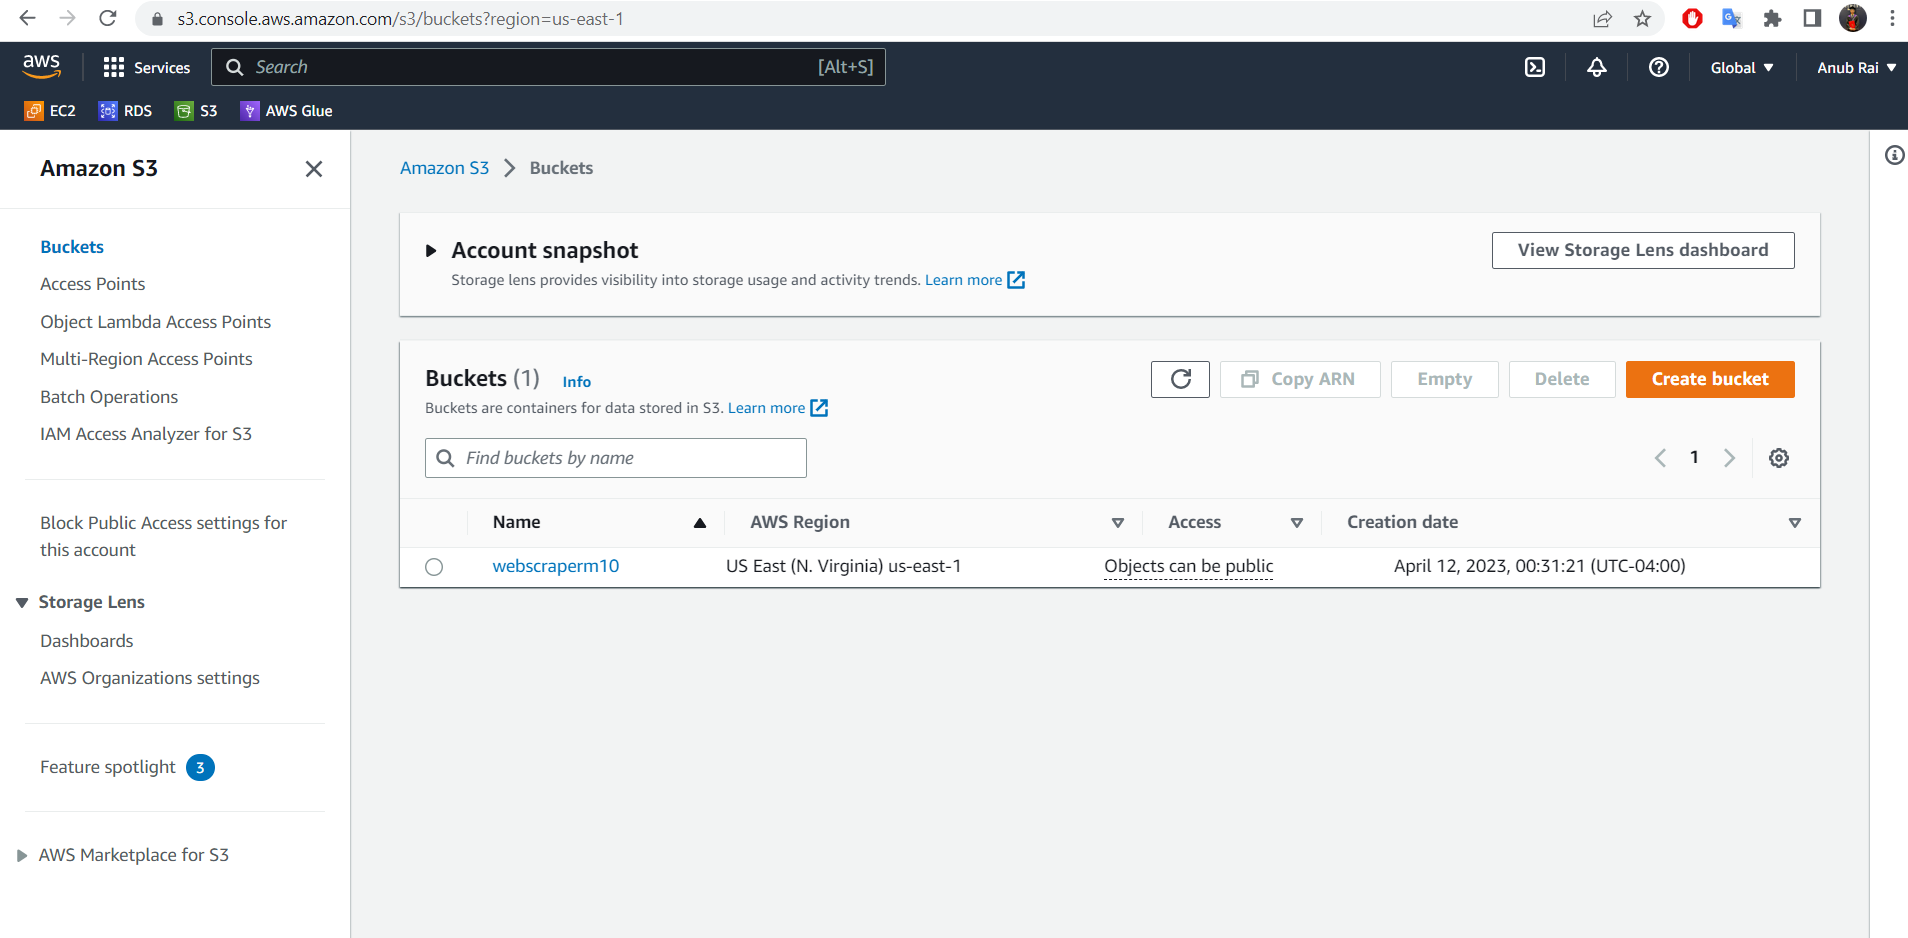 s3.console.aws.amazon.com/s3/buckets?region=us-east-1
aws
Services
Search
[Alt+S]
Global
Anub Rai
EC2
RDS
S3
AWS Glue
Amazon S3
Buckets
Access Points
Object Lambda Access Points
Multi-Region Access Points
Batch Operations
IAM Access Analyzer for S3
Block Public Access settings for
this account
Storage Lens
Dashboards
AWS Organizations settings
Feature spotlight 3
AWS Marketplace for S3
Amazon S3 > Buckets
Account snapshot
View Storage Lens dashboard
Storage lens provides visibility into storage usage and activity trends. Learn more
Buckets (1) Info
Copy ARN
Empty
Delete
Create bucket
Buckets are containers for data stored in S3. Learn more
Find buckets by name
1
Name AWS Region Access Creation date
webscraperm10 US East (N. Virginia) us-east-1 Objects can be public April 12, 2023, 00:31:21 (UTC-04:00)